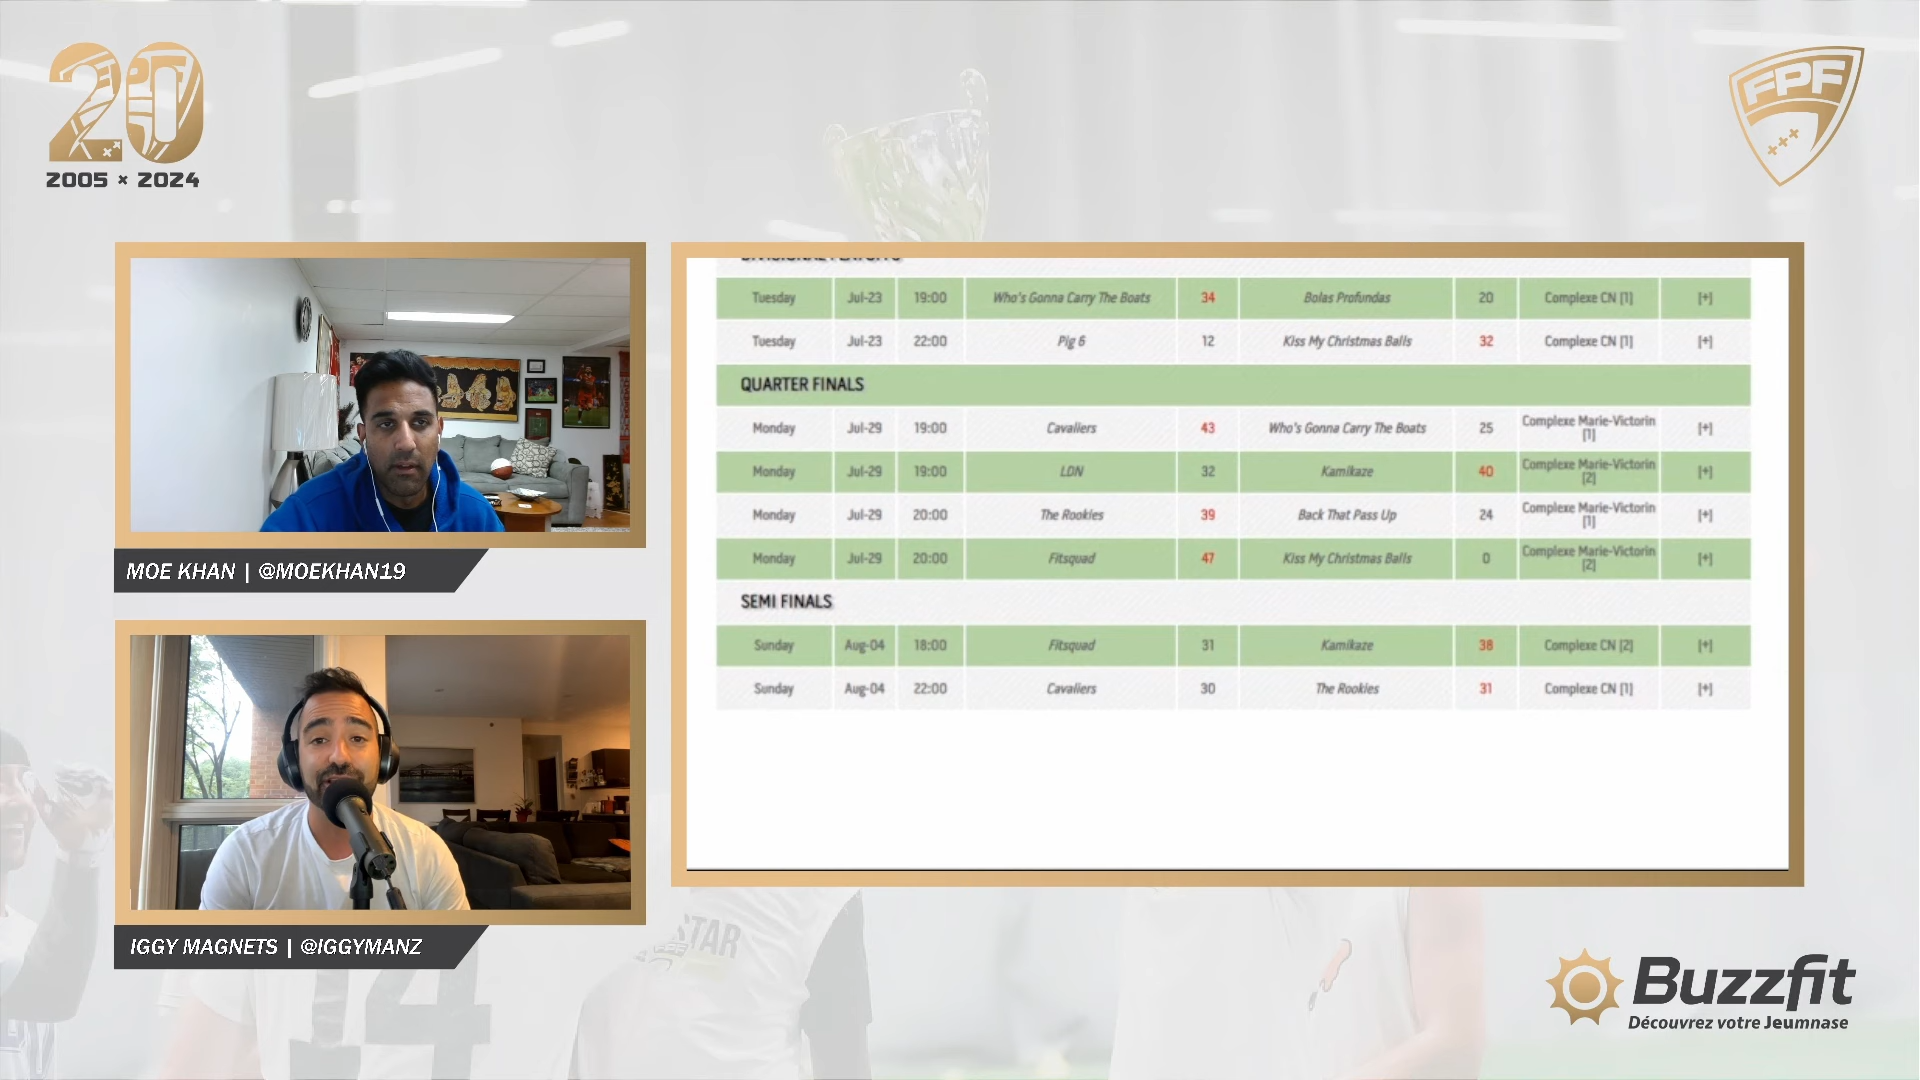 20
2005 × 2024
FPF
DIVISIONAL PLAYOFFS
Tuesday Jul-23 19:00 Who's Gonna Carry The Boats 34 Bolas Profundas 20 Complexe CN [1] [+]
Tuesday Jul-23 22:00 Pig 6 12 Kiss My Christmas Balls 32 Complexe CN [1] [+]
QUARTER FINALS
Monday Jul-29 19:00 Cavaliers 43 Who's Gonna Carry The Boats 25 Complexe Marie-Victorin [1] [+]
Monday Jul-29 19:00 LDN 32 Kamikaze 40 Complexe Marie-Victorin [2] [+]
Monday Jul-29 20:00 The Rookies 39 Back That Pass Up 24 Complexe Marie-Victorin [1] [+]
Monday Jul-29 20:00 Fitsquad 47 Kiss My Christmas Balls 0 Complexe Marie-Victorin [2] [+]
SEMI FINALS
Sunday Aug-04 18:00 Fitsquad 31 Kamikaze 38 Complexe CN [2] [+]
Sunday Aug-04 22:00 Cavaliers 30 The Rookies 31 Complexe CN [1] [+]
MOE KHAN | @MOEKHAN19
IGGY MAGNETS | @IGGYMANZ
STAR
FPF
14
Buzzfit
Découvrez votre Jeumnase